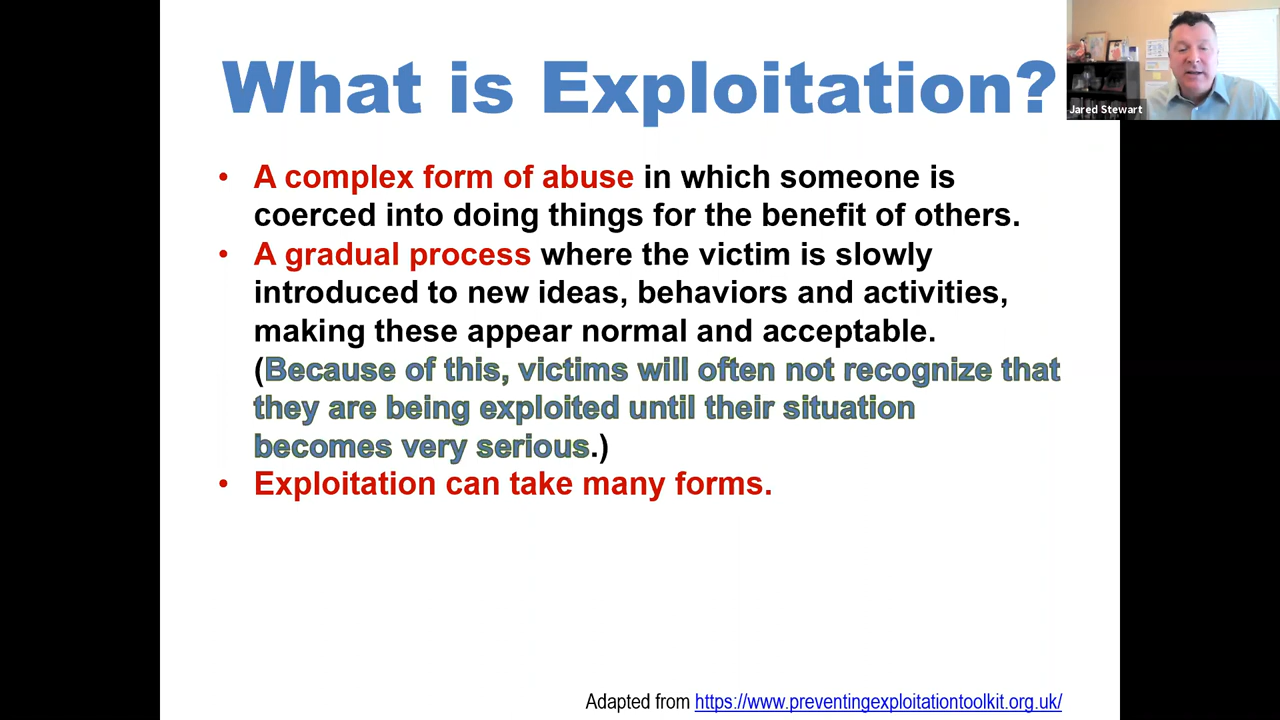 What is Exploitation?
Jared Stewart
• A complex form of abuse in which someone is
coerced into doing things for the benefit of others.
• A gradual process where the victim is slowly
introduced to new ideas, behaviors and activities,
making these appear normal and acceptable.
(Because of this, victims will often not recognize that
they are being exploited until their situation
becomes very serious.)
• Exploitation can take many forms.
Adapted from https://www.preventingexploitationtoolkit.org.uk/